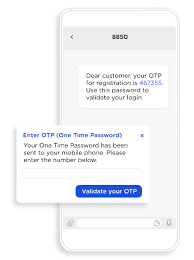 8850
Dear customer, your OTP
for registration is 467355.
Use this password to
validate your login.
Enter OTP (One Time Password) x
Your One Time Password has been
sent to your mobile phone. Please
enter the number below.
Validate your OTP